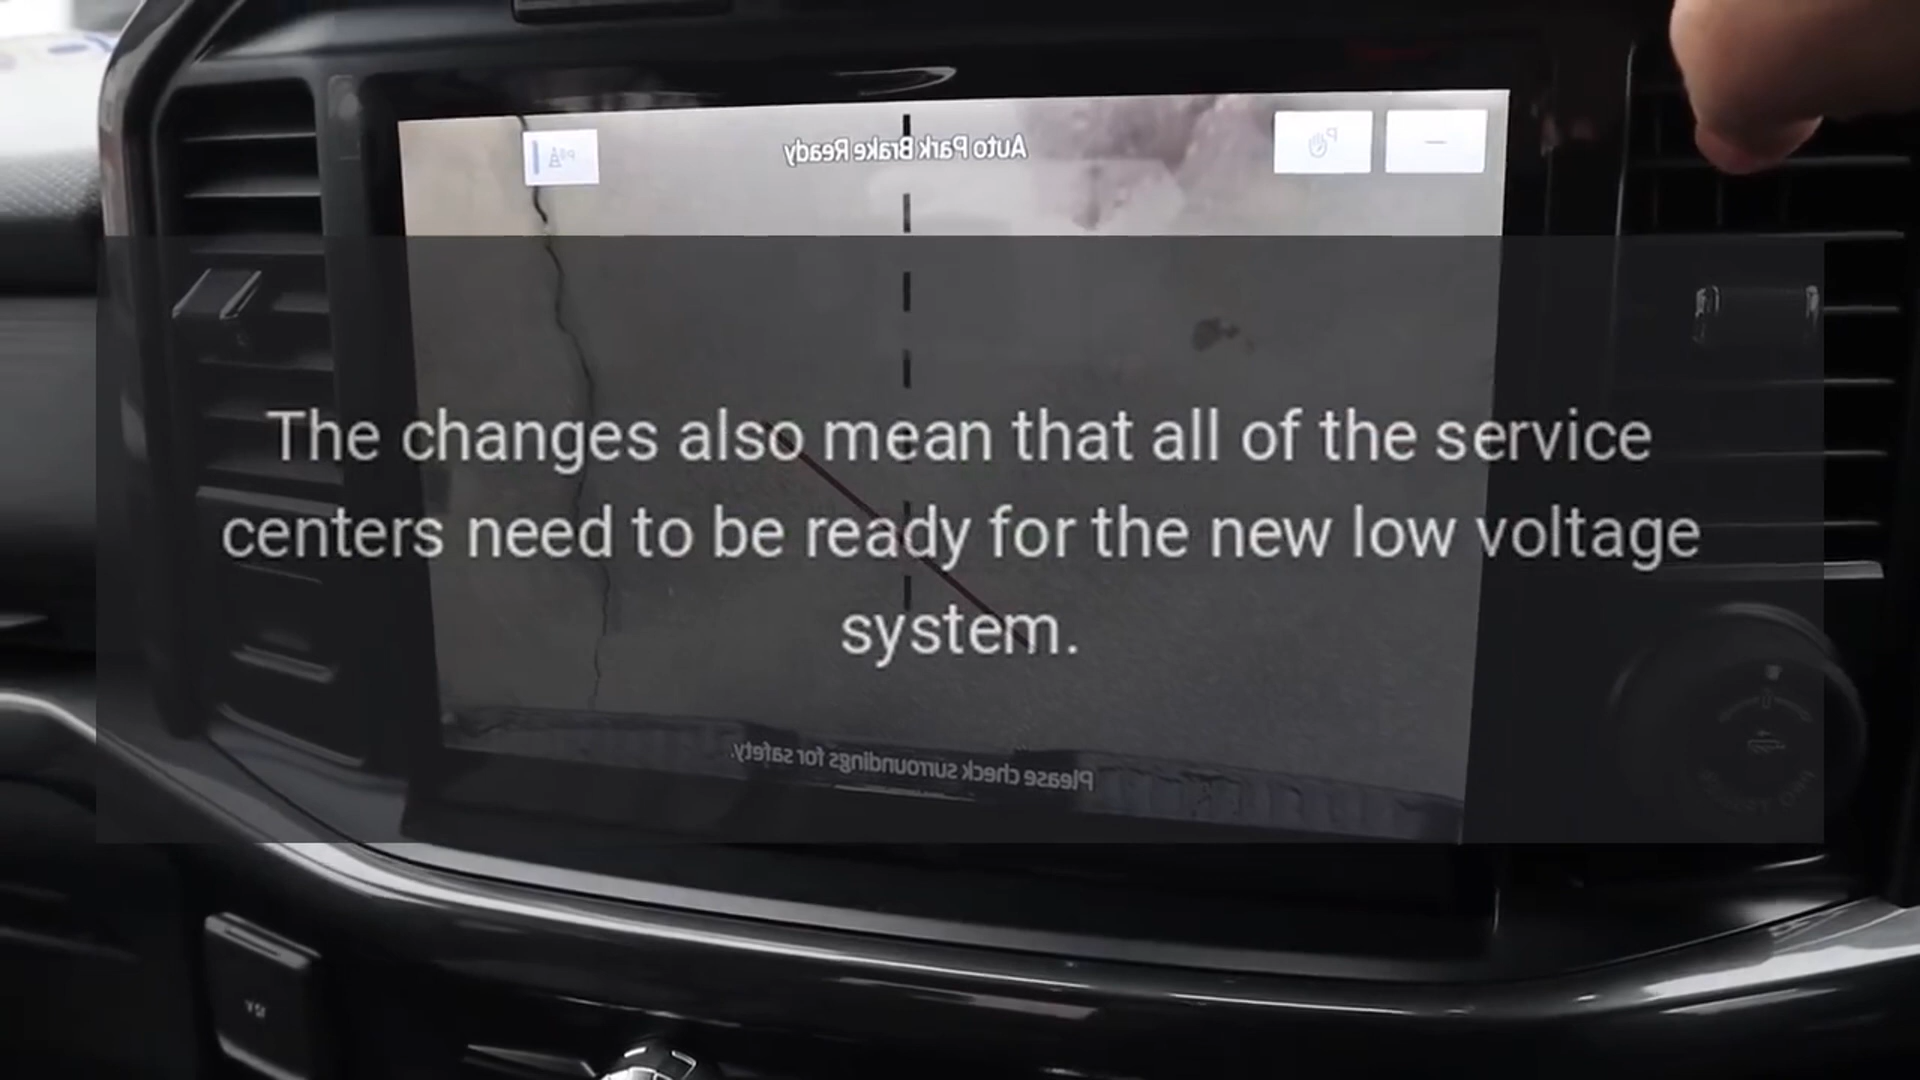 Auto Park Brake Ready
The changes also mean that all of the service
centers need to be ready for the new low voltage
system.
Please check surroundings for safety.